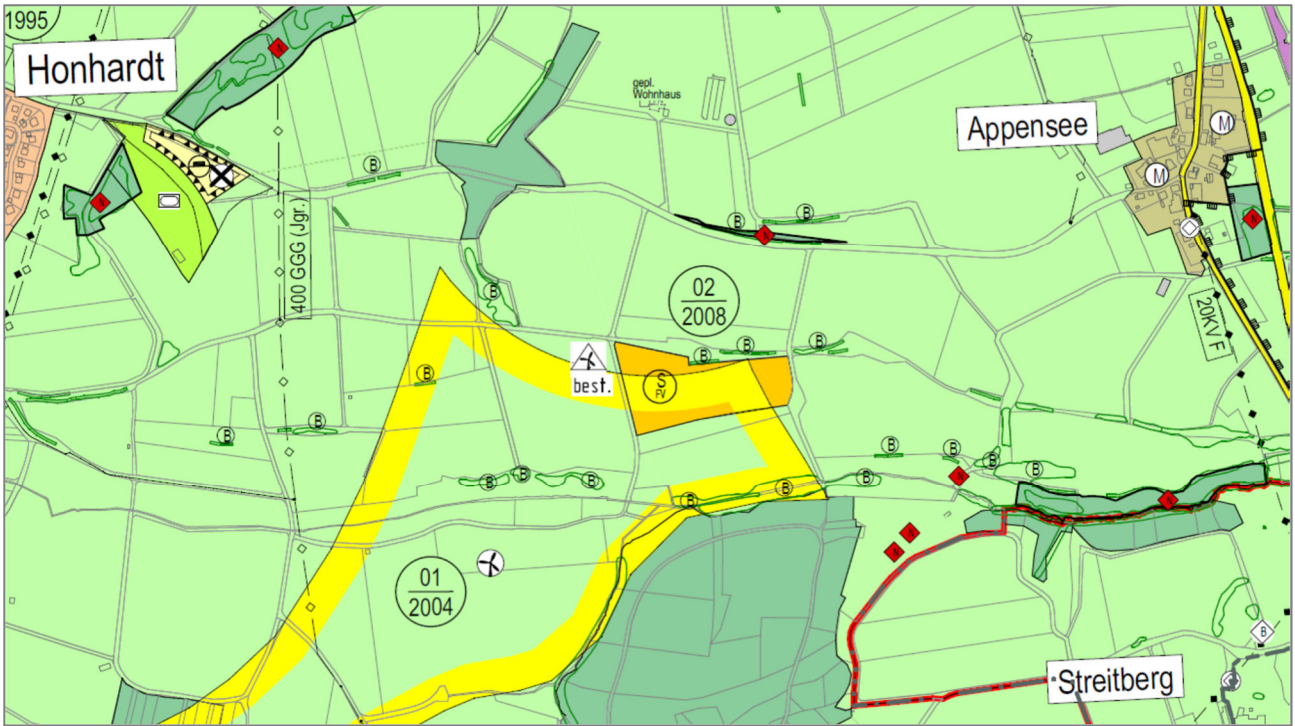 1995
Honhardt
N
gepl.
Wohnhaus
Appensee
M
M
B
N
400 GGG (Jgr.)
B
N
B
N
B
02
2008
20KV F
best.
S
FV
B
B
B
B
B
B
B
B
B
B
B
B
N
B
B
B
B
N
N
N
01
2004
B
Streitberg